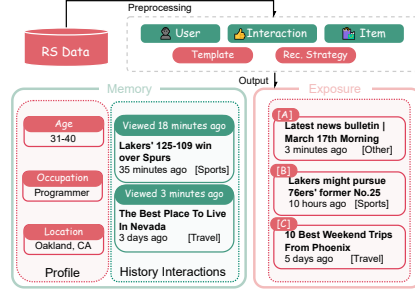 Preprocessing
RS Data
User
Interaction
Item
Template
Rec. Strategy
Output
Memory
Exposure
Age
31-40
Occupation
Programmer
Location
Oakland, CA
Profile
Viewed 18 minutes ago
Lakers' 125-109 win
over Spurs
35 minutes ago [Sports]
Viewed 3 minutes ago
The Best Place To Live
In Nevada
3 days ago [Travel]
History Interactions
[A]
Latest news bulletin |
March 17th Morning
3 minutes ago [Other]
[B]
Lakers might pursue
76ers' former No.25
10 hours ago [Sports]
[C]
10 Best Weekend Trips
From Phoenix
5 days ago [Travel]